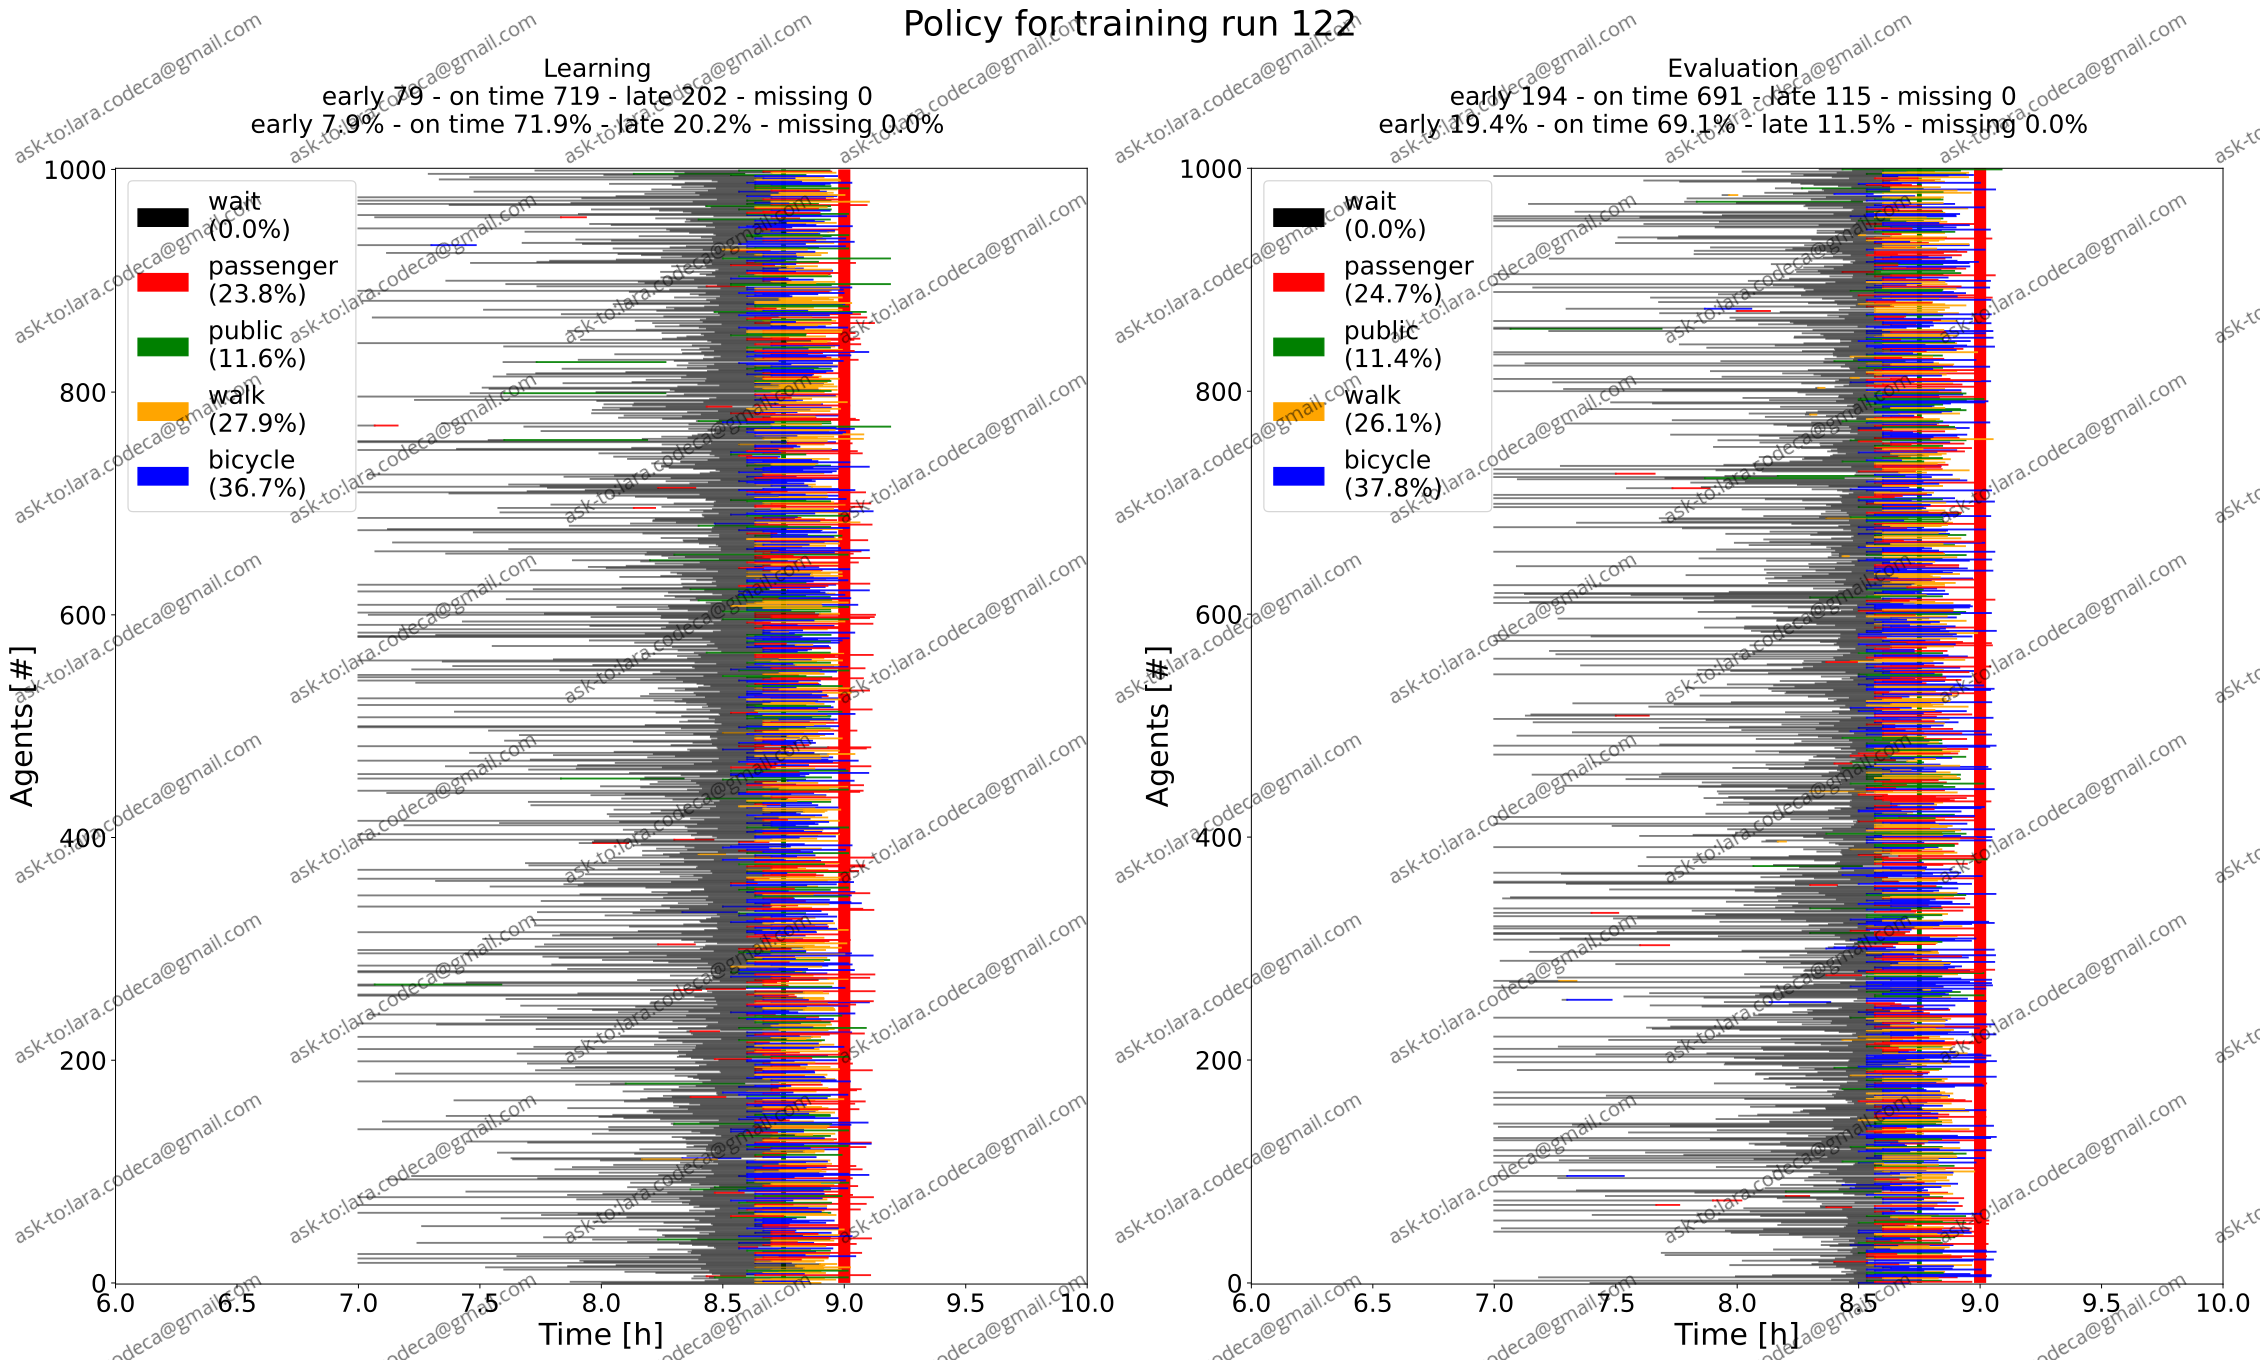 Policy for training run 122
Learning
early 79 - on time 719 - late 202 - missing 0
early 7.9% - on time 71.9% - late 20.2% - missing 0.0%
1000
800
600
400
200
0
Agents [#]
wait
(0.0%)
passenger
(23.8%)
public
(11.6%)
walk
(27.9%)
bicycle
(36.7%)
6.0 6.5 7.0 7.5 8.0 8.5 9.0 9.5 10.0
Time [h]
Evaluation
early 194 - on time 691 - late 115 - missing 0
early 19.4% - on time 69.1% - late 11.5% - missing 0.0%
1000
800
600
400
200
0
Agents [#]
wait
(0.0%)
passenger
(24.7%)
public
(11.4%)
walk
(26.1%)
bicycle
(37.8%)
6.0 6.5 7.0 7.5 8.0 8.5 9.0 9.5 10.0
Time [h]
ask-to:lara.codeca@gmail.com